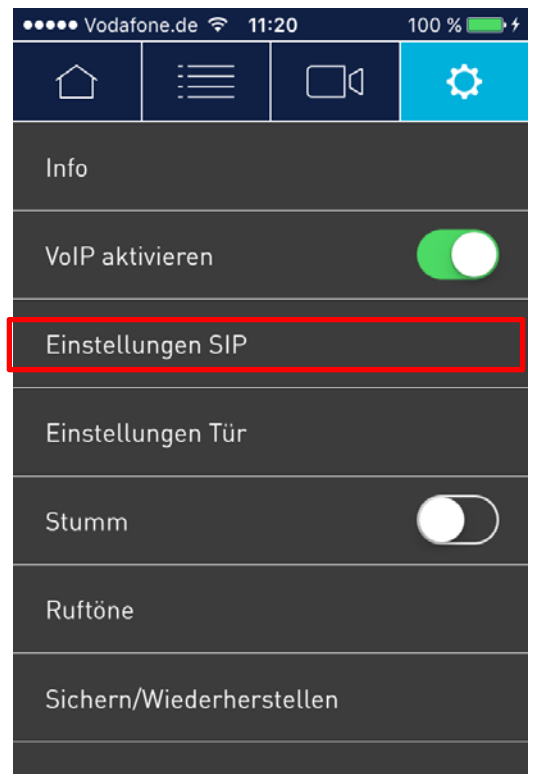 Vodafone.de 11:20 100 %
Info
VoIP aktivieren
Einstellungen SIP
Einstellungen Tür
Stumm
Ruftöne
Sichern/Wiederherstellen